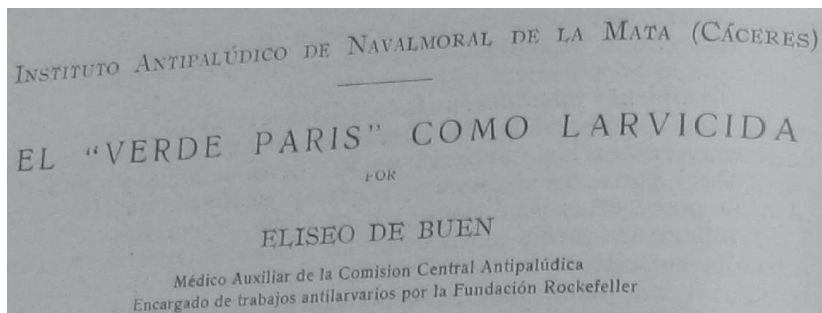 INSTITUTO ANTIPALÚDICO DE NAVALMORAL DE LA MATA (CÁCERES)
EL “VERDE PARIS” COMO LARVICIDA
POR
ELISEO DE BUEN
Médico Auxiliar de la Comision Central Antipalúdica
Encargado de trabajos antilarvarios por la Fundación Rockefeller